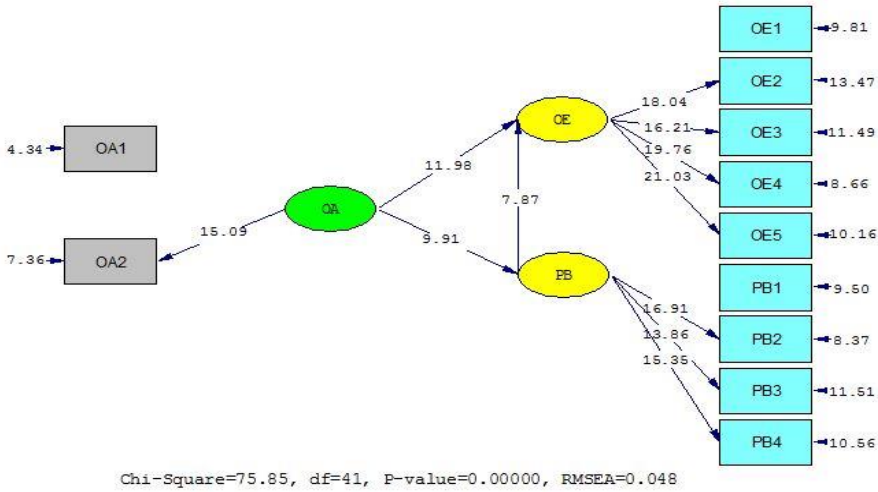 OE1 9.81
OE2 13.47
18.04
OE
16.21
OE3 11.49
4.34 OA1
11.98
19.76
OE4 8.66
21.03
7.87
OA
15.09
OE5 10.16
9.91
7.36 OA2
PB
PB1 9.50
16.91
PB2 8.37
13.86
15.35
PB3 11.51
PB4 10.56
Chi-Square=75.85, df=41, P-value=0.00000, RMSEA=0.048